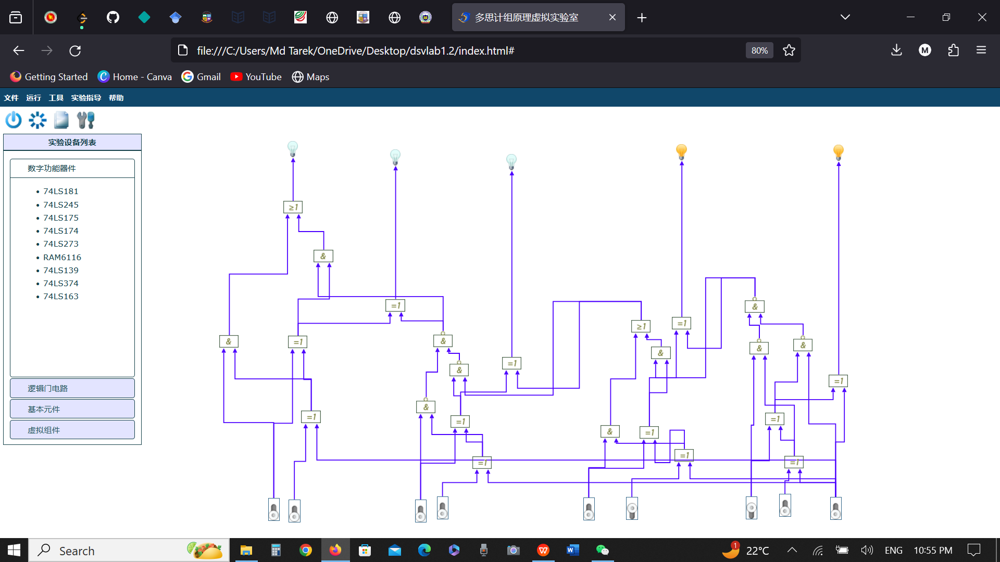 多思计组原理虚拟实验室
file:///C:/Users/Md Tarek/OneDrive/Desktop/dsvlab1.2/index.html#
80%
M
Getting Started
Home - Canva
Gmail
YouTube
Maps
文件 运行 工具 实验指导 帮助
实验设备列表
数字功能器件
74LS181
74LS245
74LS175
74LS174
74LS273
RAM6116
74LS139
74LS374
74LS163
逻辑门电路
基本元件
虚拟组件
≥1
&
=1
&
≥1
=1
&
=1
&
&
&
&
=1
&
&
=1
=1
&
=1
=1
=1
&
=1
=1
=1
=1
Search
1
22°C
ENG
10:55 PM